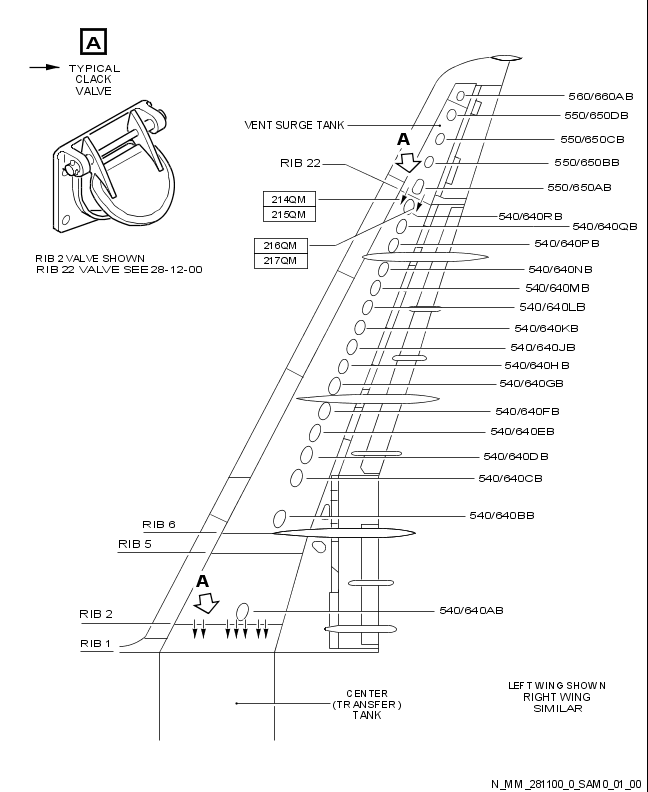 A
TYPICAL
CLACK
VALVE
RIB 2 VALVE SHOWN
RIB 22 VALVE SEE 28-12-00
560/660AB
550/650DB
VENT SURGE TANK
550/650CB
A
RIB 22
550/650BB
550/650AB
214QM
215QM
540/640RB
540/640QB
216QM
217QM
540/640PB
540/640NB
540/640MB
540/640LB
540/640KB
540/640JB
540/640HB
540/640GB
540/640FB
540/640EB
540/640DB
540/640CB
540/640BB
RIB 6
RIB 5
A
RIB 2
540/640AB
RIB 1
CENTER
(TRANSFER)
TANK
LEFT WING SHOWN
RIGHT WING
SIMILAR
N_MM_281100_0_SAM0_01_00